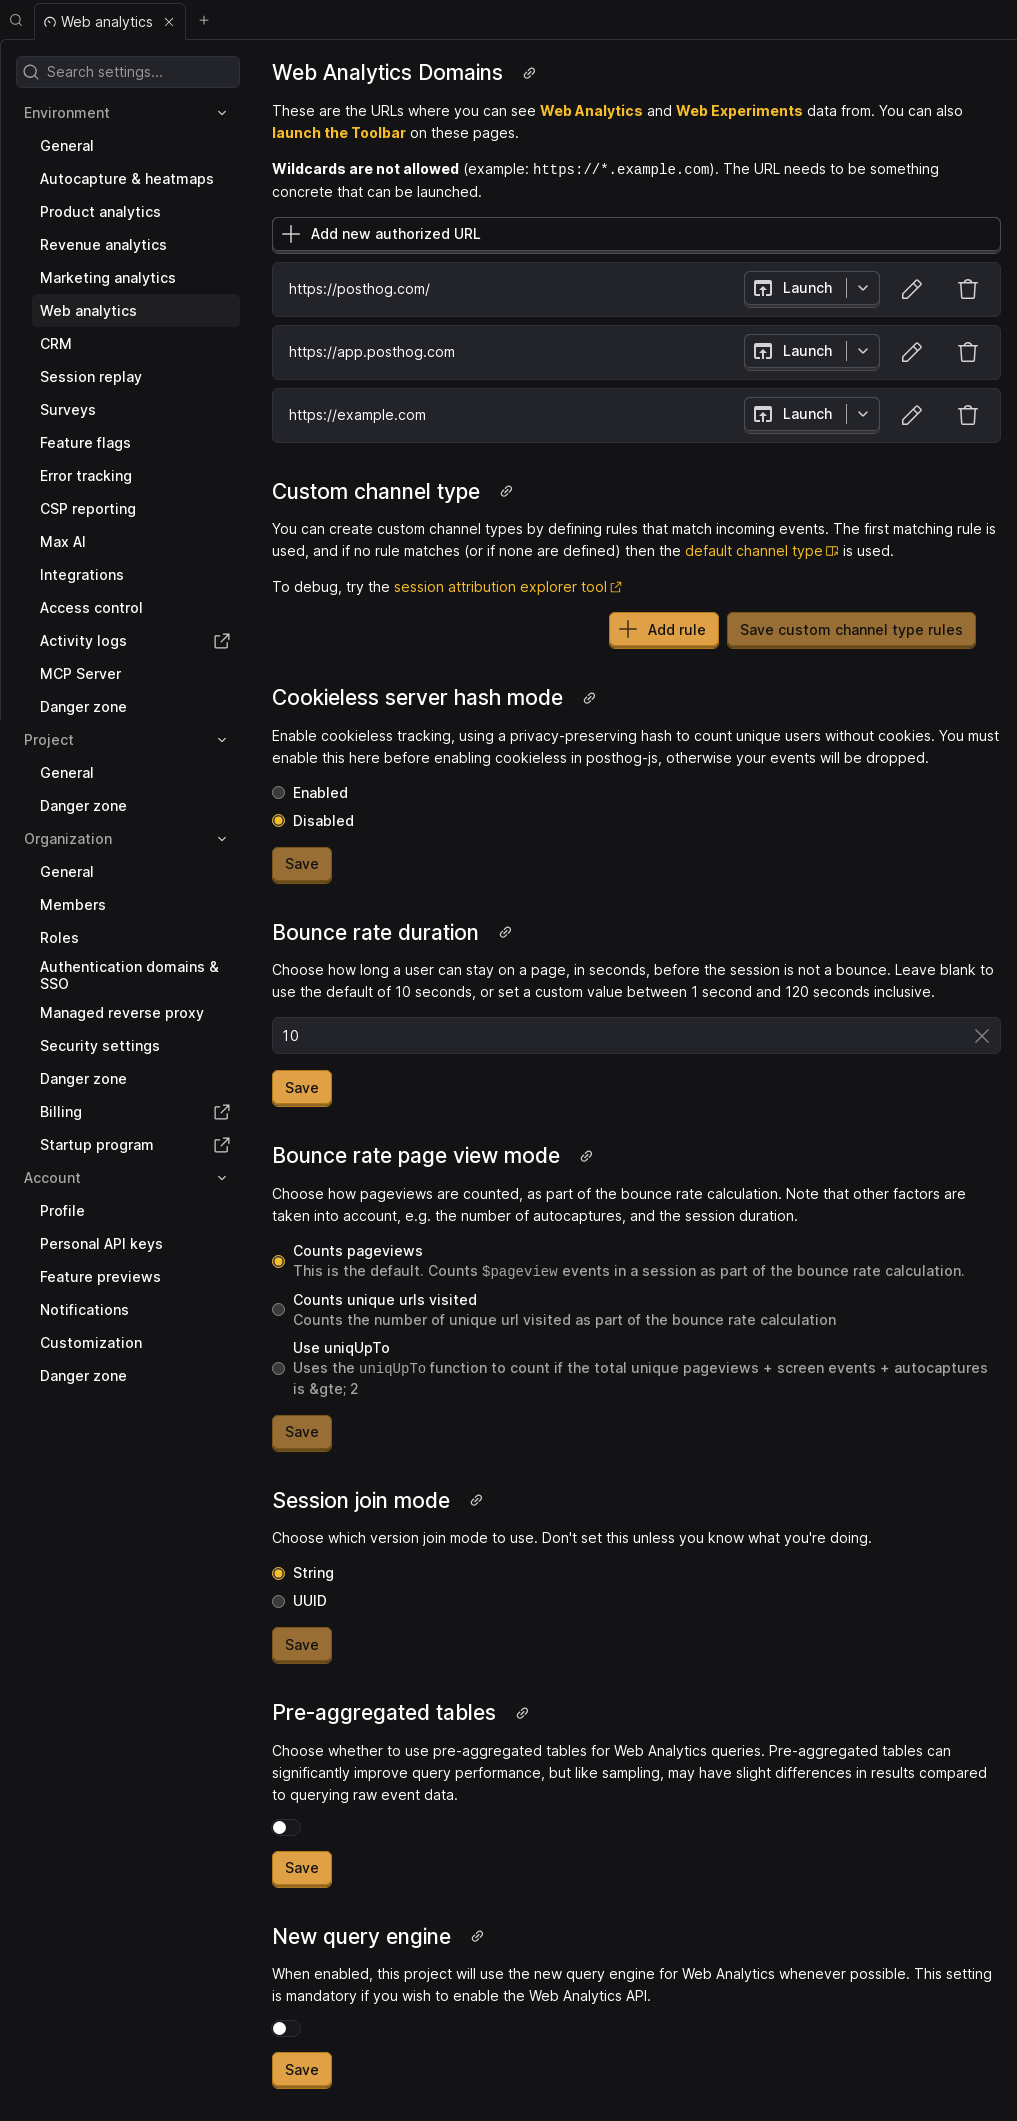 Web analytics
Search settings...
Environment
General
Autocapture & heatmaps
Product analytics
Revenue analytics
Marketing analytics
Web analytics
CRM
Session replay
Surveys
Feature flags
Error tracking
CSP reporting
Max AI
Integrations
Access control
Activity logs
MCP Server
Danger zone
Project
General
Danger zone
Organization
General
Members
Roles
Authentication domains &
SSO
Managed reverse proxy
Security settings
Danger zone
Billing
Startup program
Account
Profile
Personal API keys
Feature previews
Notifications
Customization
Danger zone
Web Analytics Domains
These are the URLs where you can see Web Analytics and Web Experiments data from. You can also
launch the Toolbar on these pages.
Wildcards are not allowed (example: https://*.example.com). The URL needs to be something
concrete that can be launched.
Add new authorized URL
https://posthog.com/ Launch
https://app.posthog.com Launch
https://example.com Launch
Custom channel type
You can create custom channel types by defining rules that match incoming events. The first matching rule is
used, and if no rule matches (or if none are defined) then the default channel type is used.
To debug, try the session attribution explorer tool
Add rule Save custom channel type rules
Cookieless server hash mode
Enable cookieless tracking, using a privacy-preserving hash to count unique users without cookies. You must
enable this here before enabling cookieless in posthog-js, otherwise your events will be dropped.
Enabled
Disabled
Save
Bounce rate duration
Choose how long a user can stay on a page, in seconds, before the session is not a bounce. Leave blank to
use the default of 10 seconds, or set a custom value between 1 second and 120 seconds inclusive.
10
Save
Bounce rate page view mode
Choose how pageviews are counted, as part of the bounce rate calculation. Note that other factors are
taken into account, e.g. the number of autocaptures, and the session duration.
Counts pageviews
This is the default. Counts $pageview events in a session as part of the bounce rate calculation.
Counts unique urls visited
Counts the number of unique url visited as part of the bounce rate calculation
Use uniqUpTo
Uses the uniqUpTo function to count if the total unique pageviews + screen events + autocaptures
is &gte; 2
Save
Session join mode
Choose which version join mode to use. Don't set this unless you know what you're doing.
String
UUID
Save
Pre-aggregated tables
Choose whether to use pre-aggregated tables for Web Analytics queries. Pre-aggregated tables can
significantly improve query performance, but like sampling, may have slight differences in results compared
to querying raw event data.
Save
New query engine
When enabled, this project will use the new query engine for Web Analytics whenever possible. This setting
is mandatory if you wish to enable the Web Analytics API.
Save